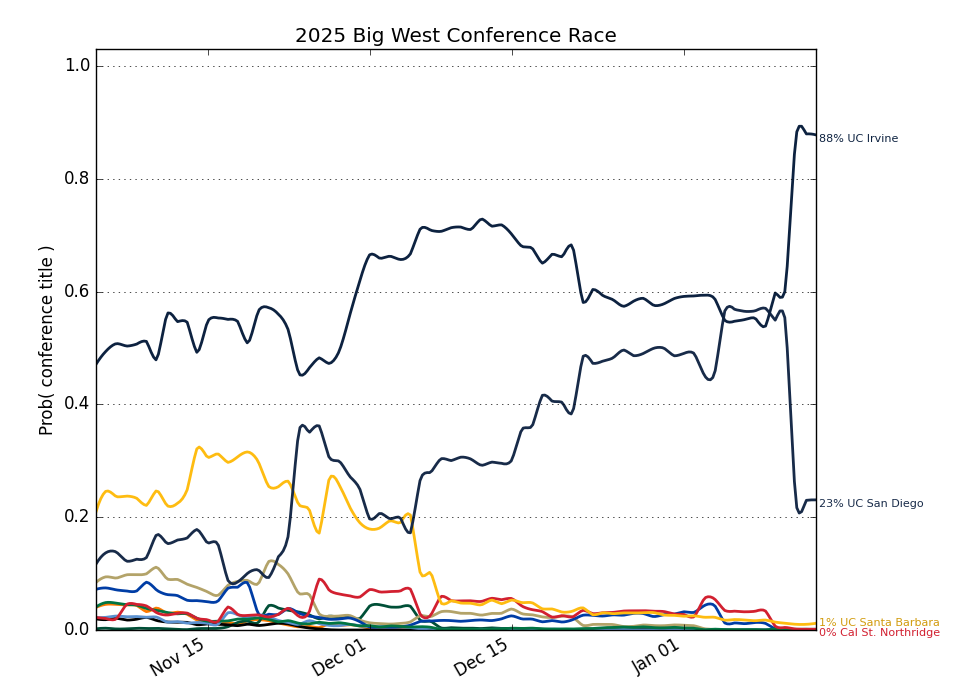 2025 Big West Conference Race
Prob( conference title )
1.0
0.8
0.6
0.4
0.2
0.0
Nov 15
Dec 01
Dec 15
Jan 01
88% UC Irvine
23% UC San Diego
1% UC Santa Barbara
0% Cal St. Northridge